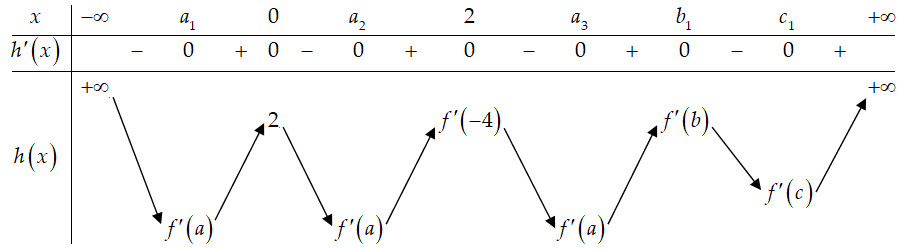 x −∞ a₁ 0 a₂ 2 a₃ b₁ c₁ +∞
h′(x) − 0 + 0 − 0 + 0 − 0 + 0 − 0 +
+∞ +∞
2 f′(−4) f′(b)
h(x)
f′(c)
f′(a) f′(a) f′(a)